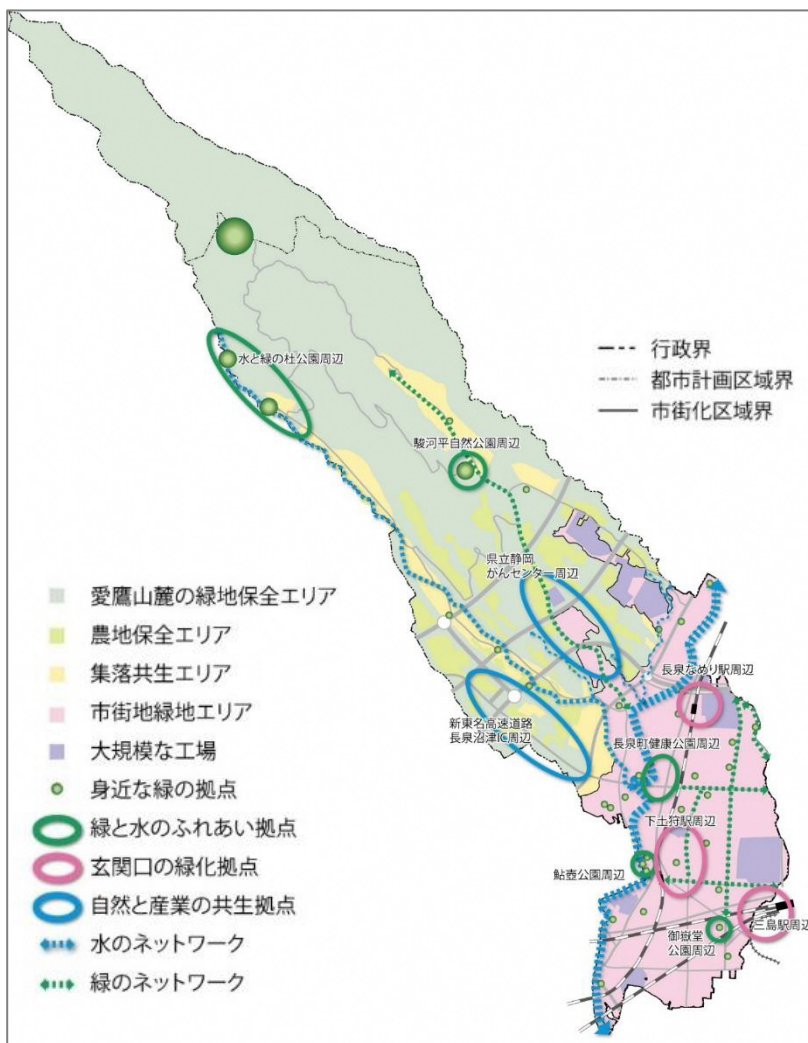 水と緑の杜公園周辺
行政界
都市計画区域界
市街化区域界
駿河平自然公園周辺
県立静岡
がんセンター周辺
愛鷹山麓の緑地保全エリア
農地保全エリア
集落共生エリア
市街地緑地エリア
大規模な工場
身近な緑の拠点
緑と水のふれあい拠点
玄関口の緑化拠点
自然と産業の共生拠点
水のネットワーク
緑のネットワーク
長泉なめり駅周辺
新東名高速道路
長泉沼津IC周辺
長泉町健康公園周辺
下土狩駅周辺
鮎壺公園周辺
三島駅周辺
御嶽堂
公園周辺